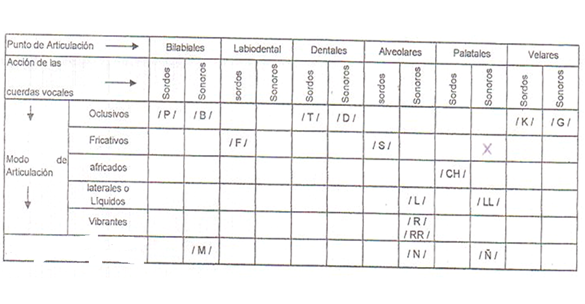 Punto de Articulación Bilabiales Labiodental Dentales Alveolares Palatales Velares
Acción de las
cuerdas vocales Sordos Sonoros sordos Sonoros Sordos Sonoros sordos Sonoros Sordos Sonoros Sordos Sonoros
Oclusivos / P / / B / / T / / D / / K / / G /
Fricativos / F / / S / X
Modo de
Articulación
africados / CH /
laterales o
Líquidos / L / / LL /
Vibrantes / R /
/ RR /
/ M / / N / / Ñ /